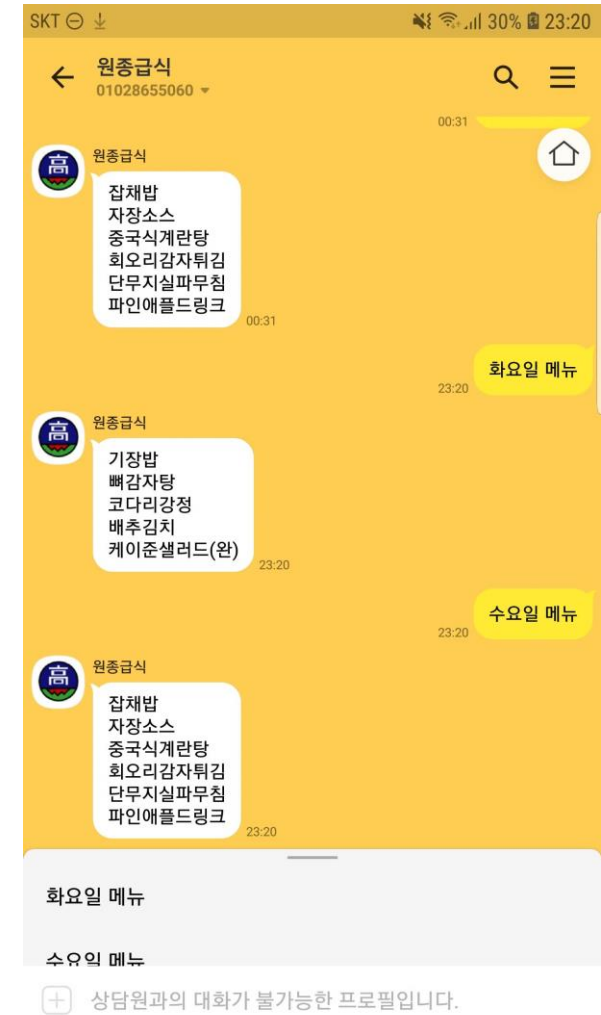 SKT 30% 23:20
원종급식
01028655060
00:31
高
원종급식
잡채밥
자장소스
중국식계란탕
회오리감자튀김
단무지실파무침
파인애플드링크
00:31
화요일 메뉴
23:20
高
원종급식
기장밥
뼈감자탕
코다리강정
배추김치
케이준샐러드(완)
23:20
수요일 메뉴
23:20
高
원종급식
잡채밥
자장소스
중국식계란탕
회오리감자튀김
단무지실파무침
파인애플드링크
23:20
화요일 메뉴
수요일 메뉴
상담원과의 대화가 불가능한 프로필입니다.